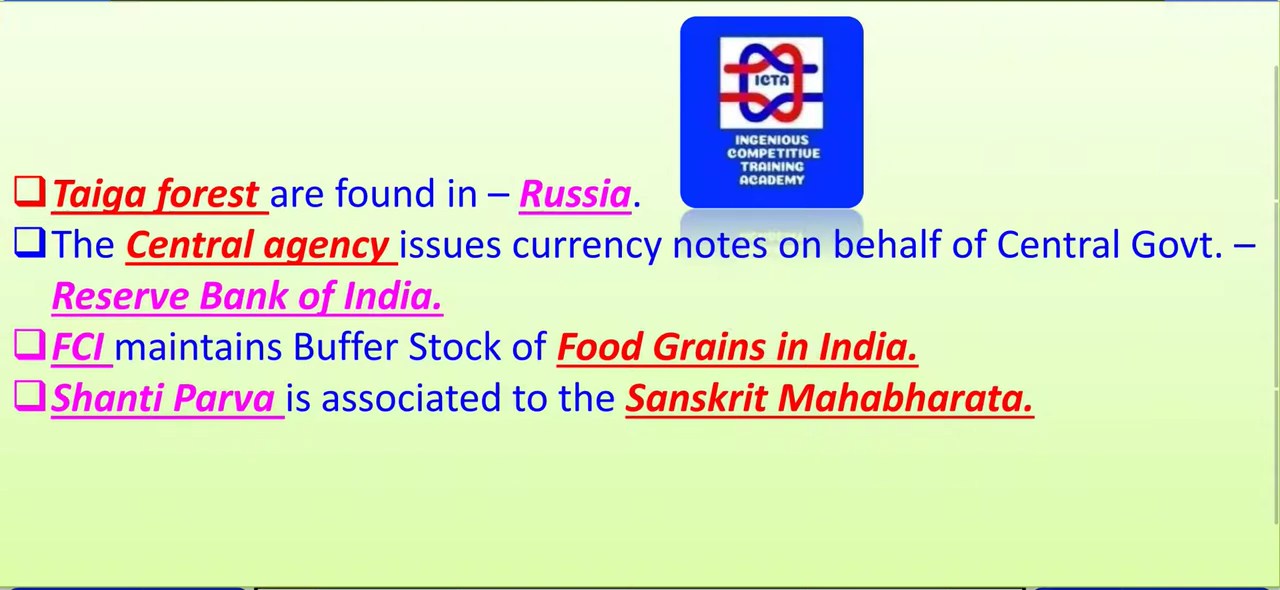 ICTA
INGENIOUS
COMPETITIVE
TRAINING
ACADEMY
❑Taiga forest are found in – Russia.
❑The Central agency issues currency notes on behalf of Central Govt. –
Reserve Bank of India.
❑FCI maintains Buffer Stock of Food Grains in India.
❑Shanti Parva is associated to the Sanskrit Mahabharata.